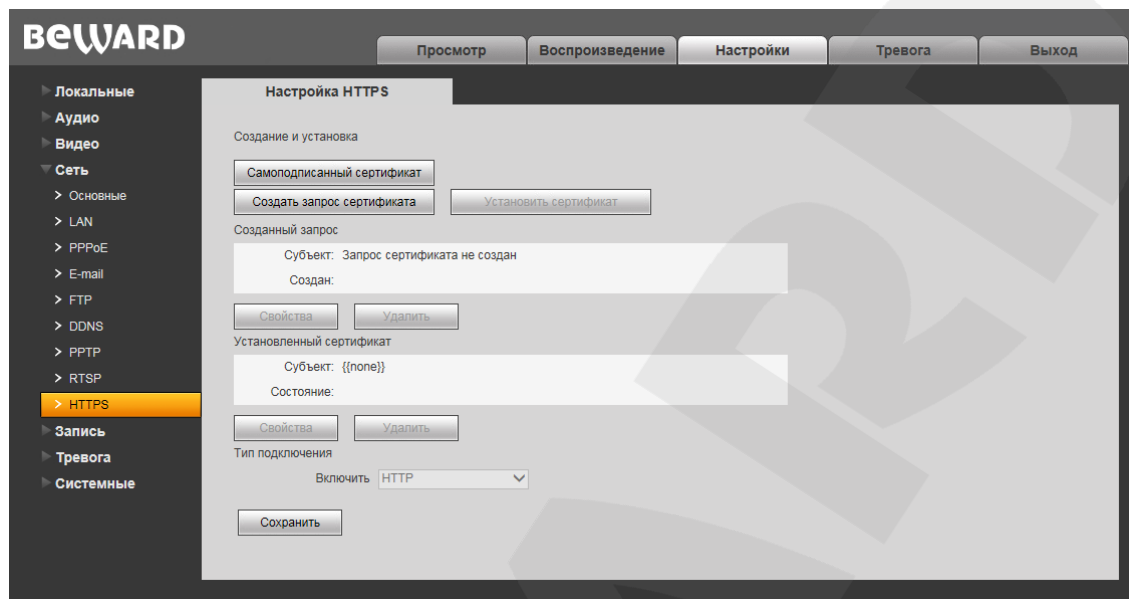 BEWARD
Просмотр Воспроизведение Настройки Тревога Выход
Локальные
Аудио
Видео
Сеть
Основные
LAN
PPPoE
E-mail
FTP
DDNS
PPTP
RTSP
HTTPS
Запись
Тревога
Системные
Настройка HTTPS
Создание и установка
Самоподписанный сертификат
Создать запрос сертификата Установить сертификат
Созданный запрос
Субъект: Запрос сертификата не создан
Создан:
Свойства Удалить
Установленный сертификат
Субъект: {{none}}
Состояние:
Свойства Удалить
Тип подключения
Включить HTTP
Сохранить